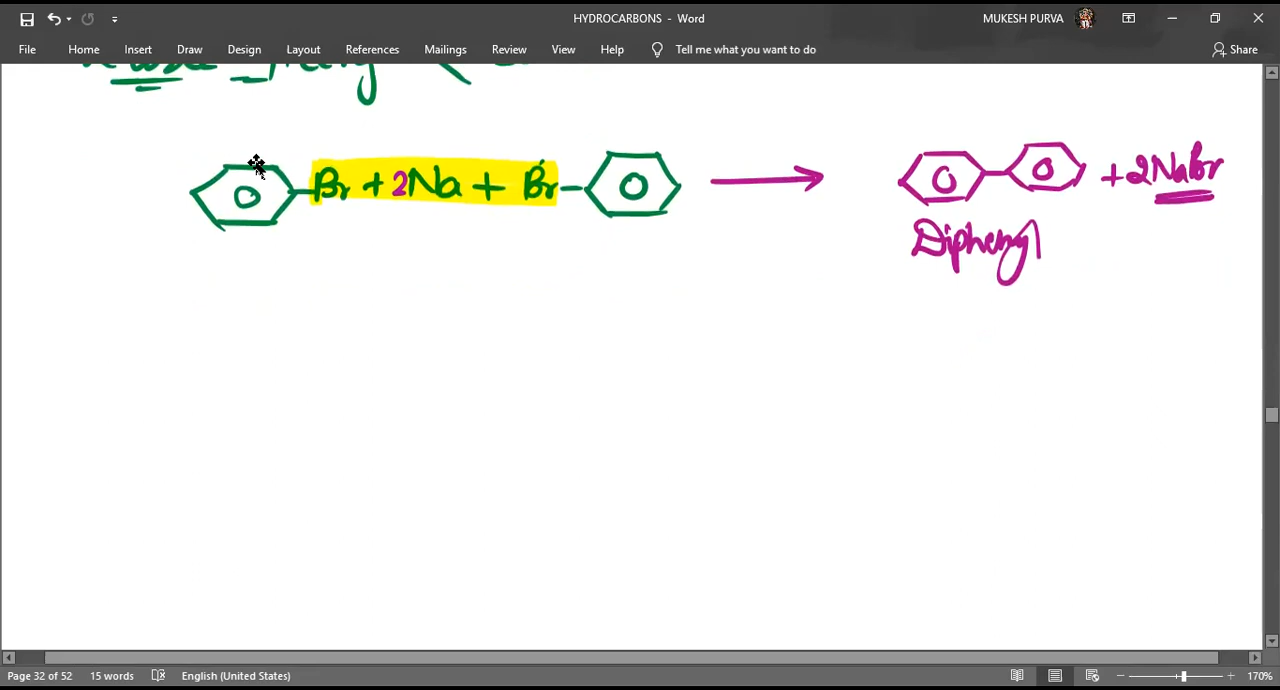 HYDROCARBONS - Word
MUKESH PURVA
File Home Insert Draw Design Layout References Mailings Review View Help Tell me what you want to do Share
Br + 2Na + Br → + 2NaBr
Diphenyl
Page 32 of 52 15 words English (United States) 170%